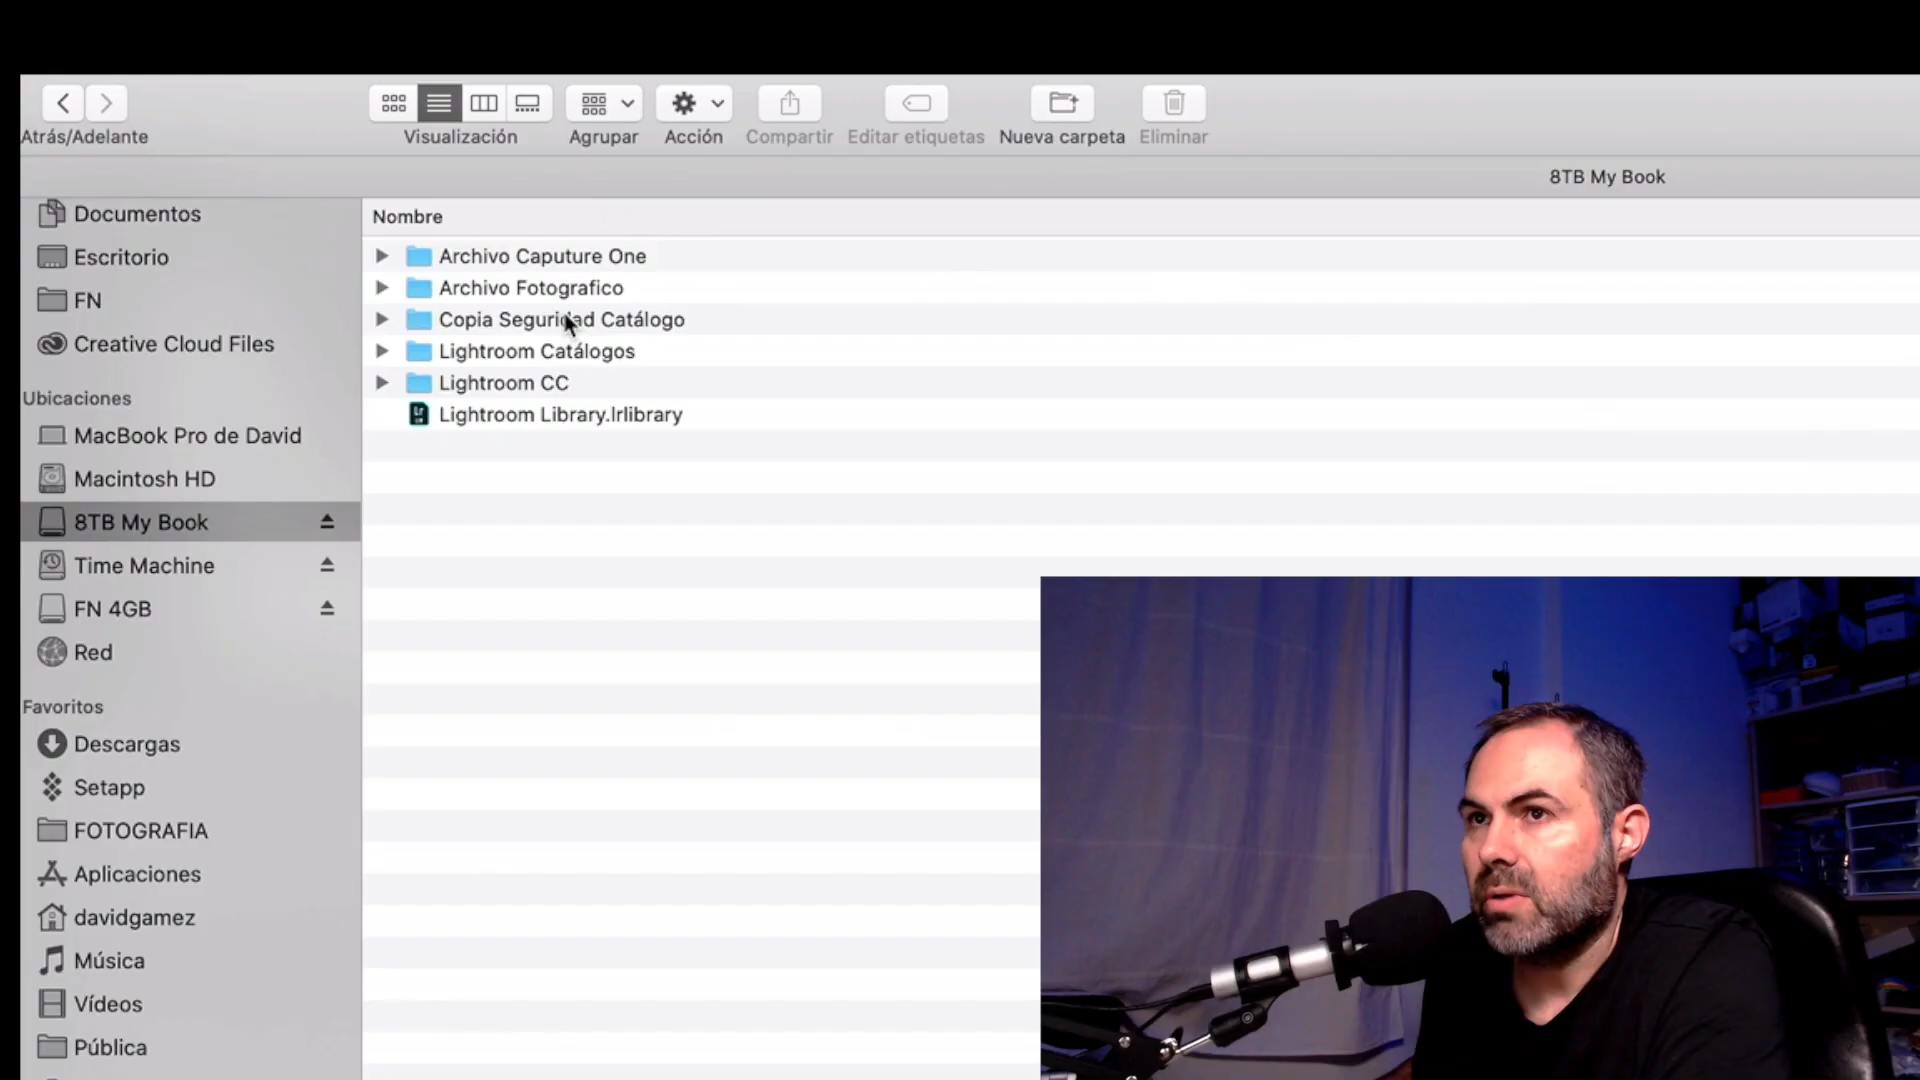 Atrás/Adelante
Visualización
Agrupar
Acción
Compartir
Editar etiquetas
Nueva carpeta
Eliminar
8TB My Book
Documentos
Escritorio
FN
Creative Cloud Files
Ubicaciones
MacBook Pro de David
Macintosh HD
8TB My Book
Time Machine
FN 4GB
Red
Favoritos
Descargas
Setapp
FOTOGRAFIA
Aplicaciones
davidgamez
Música
Vídeos
Pública
Nombre
Archivo Caputure One
Archivo Fotografico
Copia Seguridad Catálogo
Lightroom Catálogos
Lightroom CC
Lightroom Library.lrlibrary